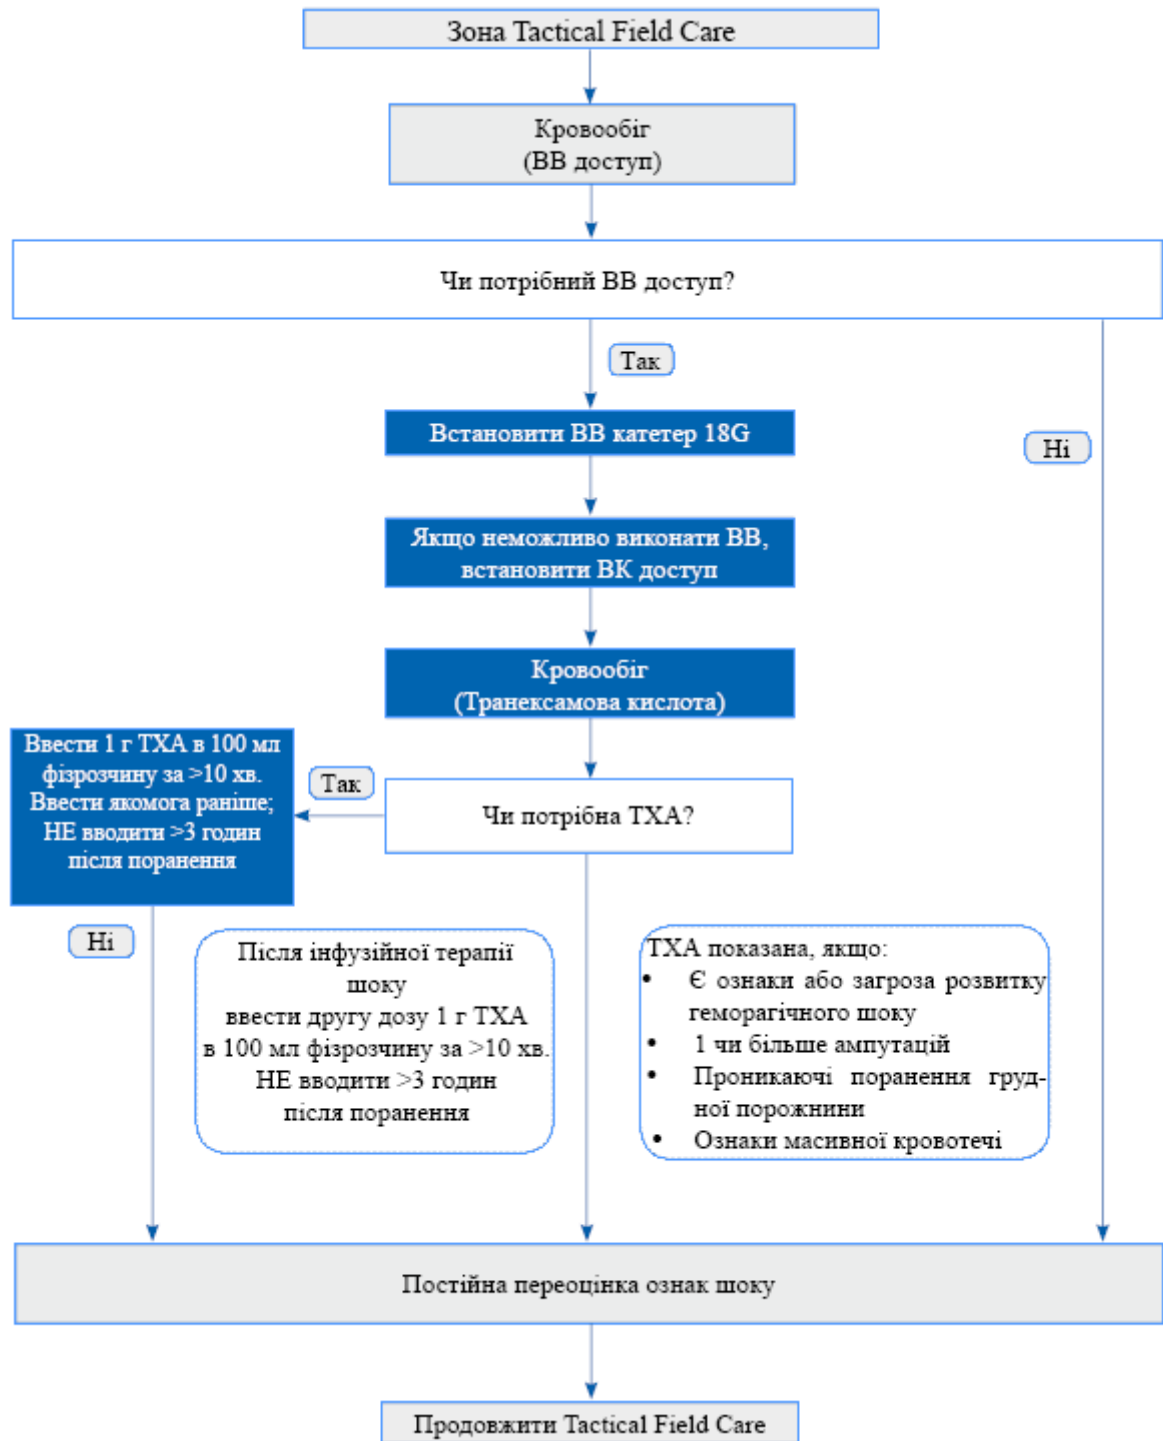 Зона Tactical Field Care
Кровообіг
(ВВ доступ)
Чи потрібний ВВ доступ?
Так
Ні
Встановити ВВ катетер 18G
Якщо неможливо виконати ВВ,
встановити ВК доступ
Кровообіг
(Транексамова кислота)
Ввести 1 г ТХА в 100 мл
фізрозчину за >10 хв.
Ввести якомога раніше;
НЕ вводити >3 годин
після поранення
Так
Чи потрібна ТХА?
Ні
Після інфузійної терапії
шоку
ввести другу дозу 1 г ТХА
в 100 мл фізрозчину за >10 хв.
НЕ вводити >3 годин
після поранення
ТХА показана, якщо:
• Є ознаки або загроза розвитку
геморагічного шоку
• 1 чи більше ампутацій
• Проникаючі поранення груд-
ної порожнини
• Ознаки масивної кровотечі
Постійна переоцінка ознак шоку
Продовжити Tactical Field Care